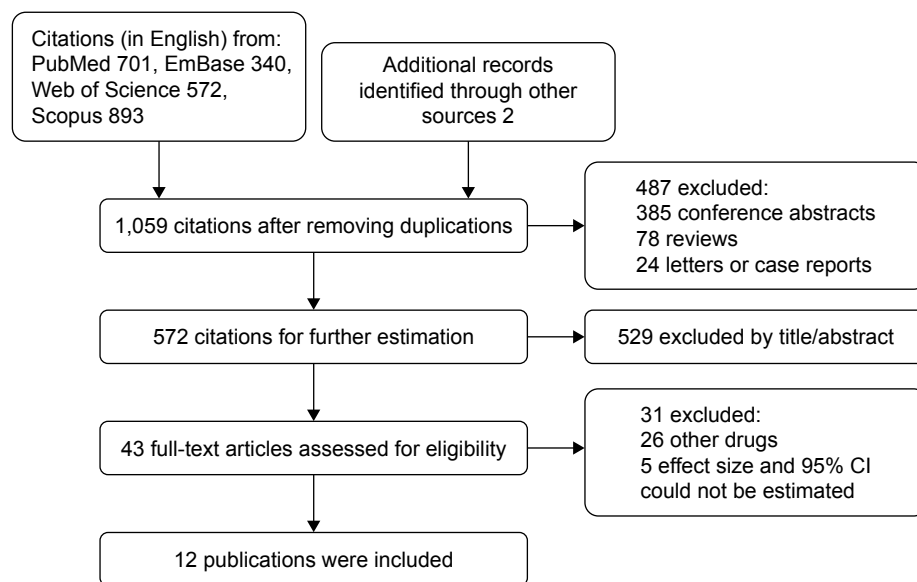 Citations (in English) from:
PubMed 701, EmBase 340,
Web of Science 572,
Scopus 893
Additional records
identified through other
sources 2
1,059 citations after removing duplications
487 excluded:
385 conference abstracts
78 reviews
24 letters or case reports
572 citations for further estimation
529 excluded by title/abstract
43 full-text articles assessed for eligibility
31 excluded:
26 other drugs
5 effect size and 95% CI
could not be estimated
12 publications were included